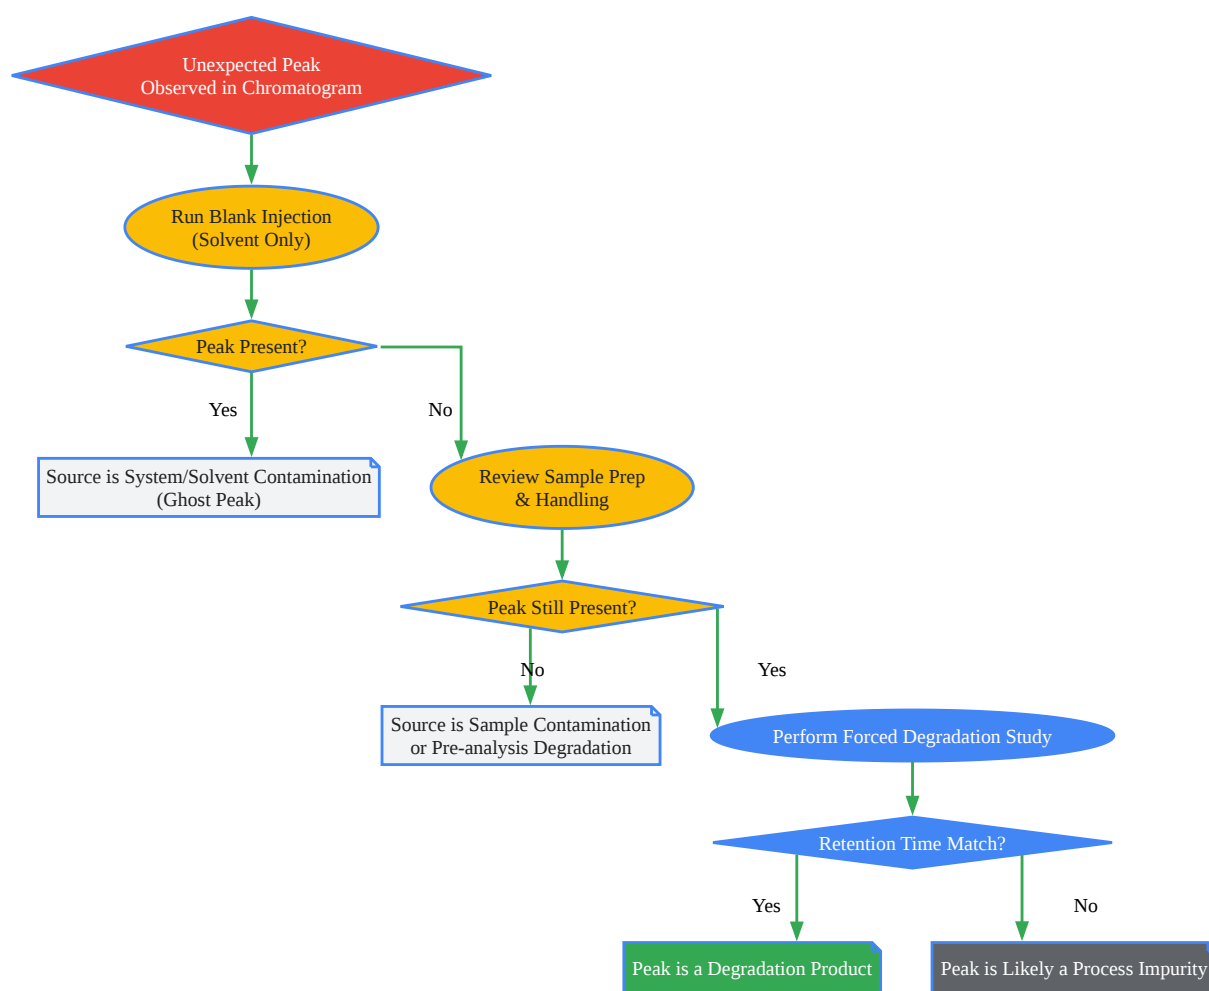 Unexpected Peak
Observed in Chromatogram
Run Blank Injection
(Solvent Only)
Peak Present?
Yes
No
Source is System/Solvent Contamination
(Ghost Peak)
Review Sample Prep
& Handling
Peak Still Present?
No
Yes
Source is Sample Contamination
or Pre-analysis Degradation
Perform Forced Degradation Study
Retention Time Match?
Yes
No
Peak is a Degradation Product
Peak is Likely a Process Impurity